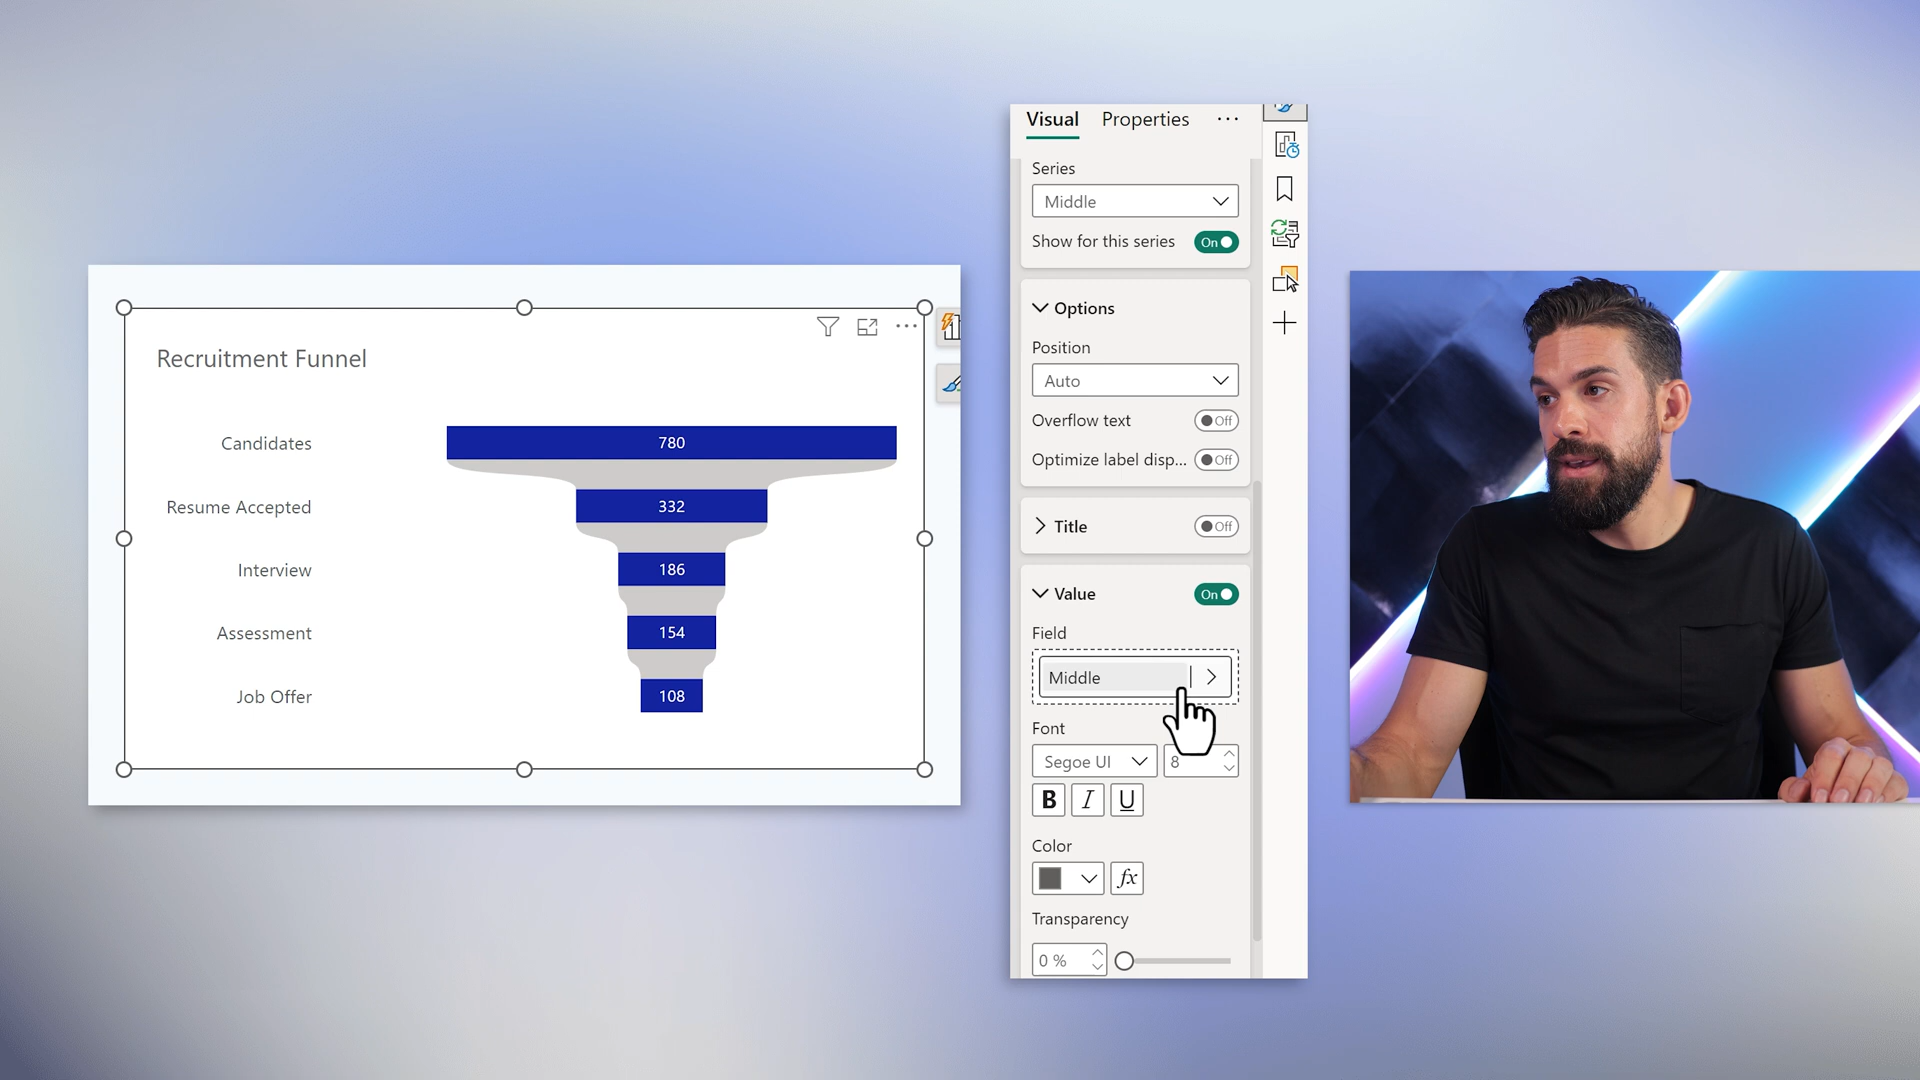 Recruitment Funnel
Candidates
780
Resume Accepted
332
Interview
186
Assessment
154
Job Offer
108
Visual Properties
Series
Middle
Show for this series On
Options
Position
Auto
Overflow text Off
Optimize label disp... Off
Title Off
Value On
Field
Middle
Font
Segoe UI 8
B I U
Color
fx
Transparency
0 %